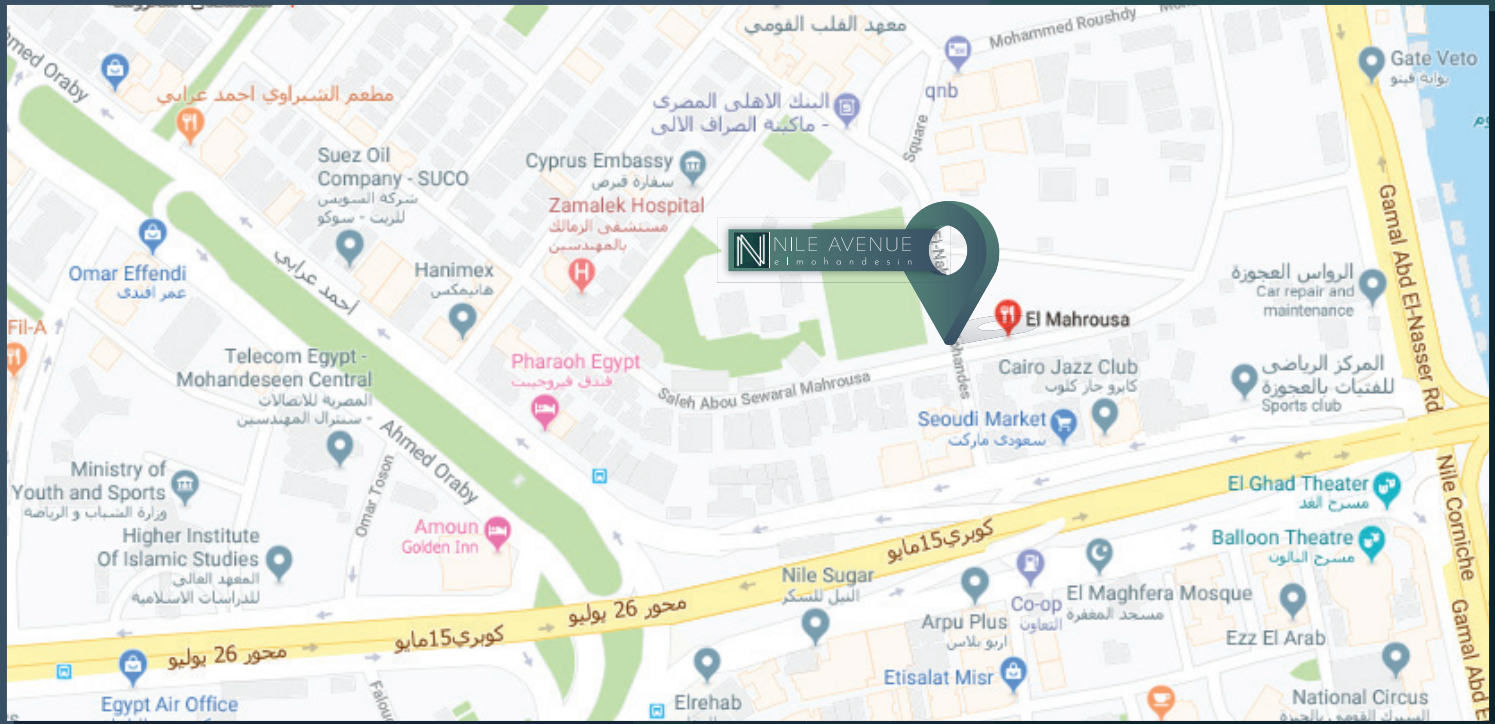 معهد القلب القومي
Mohammed Roushdy
Gate Veto
بوابة فيتو
qnb
Ahmed Oraby
مطعم الشبراوي احمد عرابي
البنك الاهلى المصرى
- ماكينة الصراف الالى
Square
Suez Oil
Company - SUCO
شركة السويس
للزيت - سوكو
Cyprus Embassy
سفارة قبرص
Zamalek Hospital
مستشفى الزمالك
بالمهندسين
Gamal Abd El-Nasser Rd
N NILE AVENUE
elmohandesin
Omar Effendi
عمر افندى
احمد عرابي
Hanimex
هانيمكس
الرواس العجوزة
Car repair and
maintenance
El Mahrousa
Fil-A
Telecom Egypt -
Mohandeseen Central
المصرية للاتصالات
- سنترال المهندسين
Pharaoh Egypt
فندق فيروجيبت
Saleh Abou Sewaral Mahrousa
Cairo Jazz Club
كايرو جاز كلوب
المركز الرياضى
للفتيات بالعجوزة
Sports club
Seoudi Market
سعودى ماركت
Ahmed Oraby
Omar Toson
Ministry of
Youth and Sports
وزارة الشباب و الرياضة
Higher Institute
Of Islamic Studies
المعهد العالى
للدراسات الاسلامية
Amoun
Golden Inn
El Ghad Theater
مسرح الغد
Nile Corniche
Balloon Theatre
مسرح البالون
كوبري15مايو
Nile Sugar
النيل للسكر
Arpu Plus
اربو بلاس
Co-op
التعاون
El Maghfera Mosque
مسجد المغفرة
Ezz El Arab
محور 26 يوليو
كوبري15مايو
محور 26 يوليو
Egypt Air Office
Elrehab
Etisalat Misr
National Circus
السيرك القومى بالجيزة
Gamal Abd E